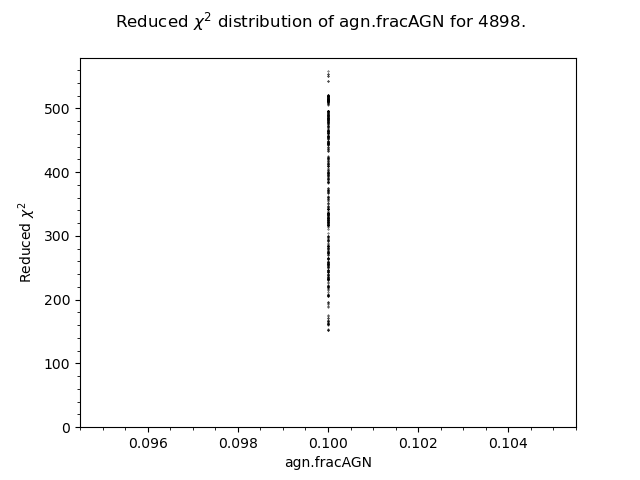 Reduced χ² distribution of agn.fracAGN for 4898.
500
400
300
200
100
0
Reduced χ²
0.096 0.098 0.100 0.102 0.104
agn.fracAGN